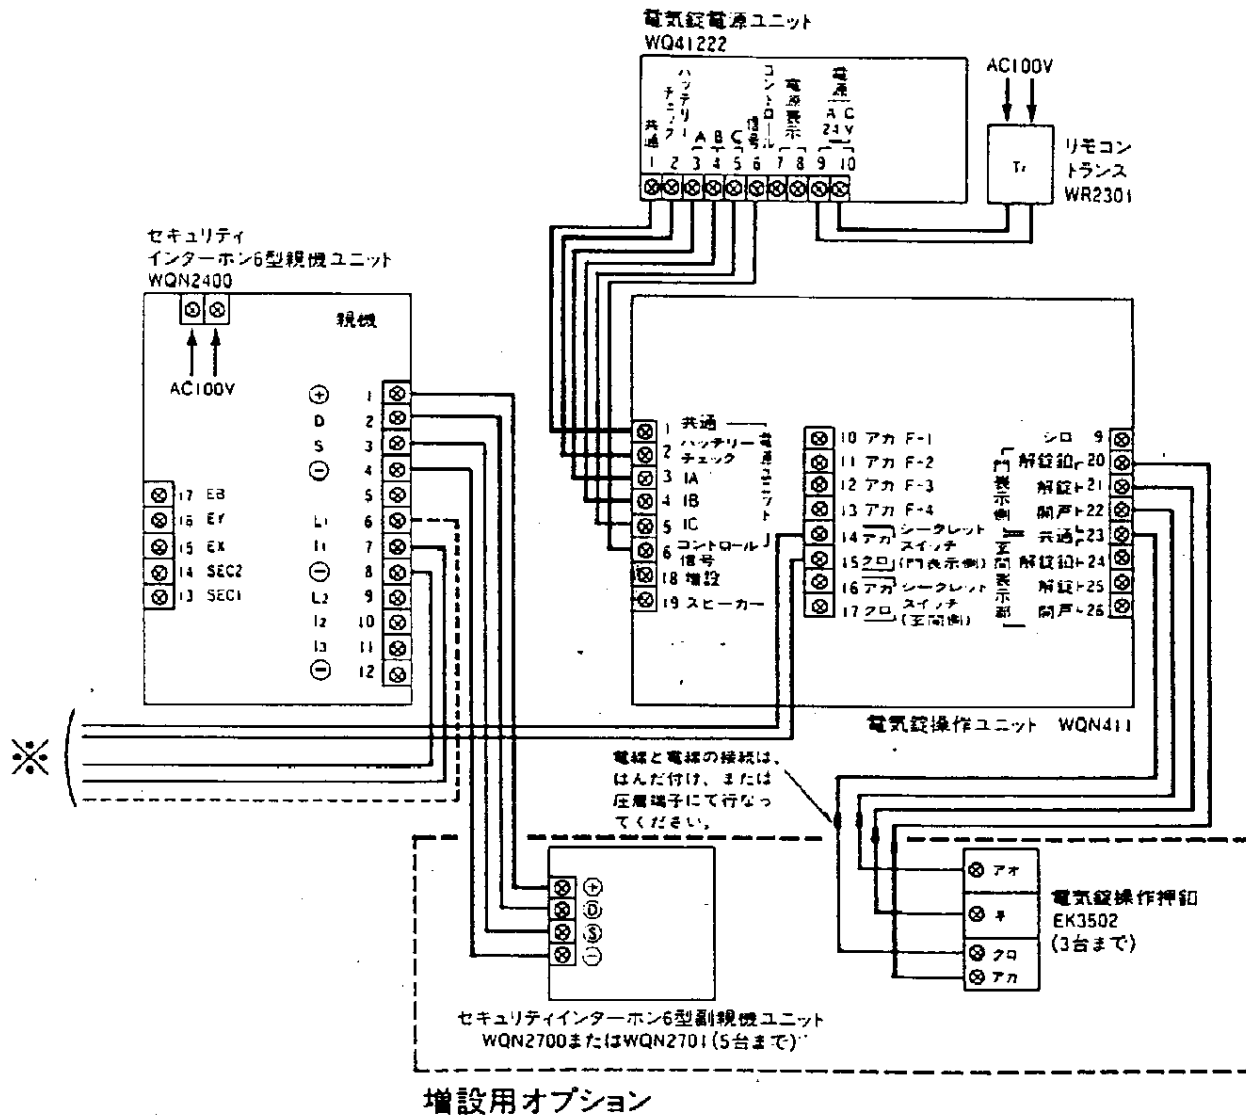 電気錠電源ユニット
WQ41222
共通
バッテリー
チェック
A B C
信号
コントロール
電源表示
電源
AC
24V
1 2 3 4 5 6 7 8 9 10
AC100V
Tr
リモコン
トランス
WR2301
セキュリティ
インターホン6型親機ユニット
WQN2400
親機
AC100V
⊕ 1
D 2
S 3
⊖ 4
5
L1 6
I1 7
⊖ 8
L2 9
I2 10
I3 11
⊖ 12
17 EB
16 EY
15 EX
14 SEC2
13 SEC1
1 共通
2 バッテリー
チェック
3 IA
4 IB
5 IC
6 コントロール
信号
18 増設
19 スピーカー
電源ユニット
10 アカ F-1
11 アカ F-2
12 アカ F-3
13 アカ F-4
14 アカ シークレット
スイッチ
15 クロ (門表示側)
16 アカ シークレット
スイッチ
17 クロ (玄関側)
門表示側
玄関表示部
シロ 9
解錠釦 20
解錠 21
開戸 22
共通 23
解錠釦 24
解錠 25
開戸 26
電気錠操作ユニット WQN411
※
電線と電線の接続は、
はんだ付け、または
圧着端子にて行なっ
てください。
⊕
D
S
⊖
セキュリティインターホン6型副親機ユニット
WQN2700またはWQN2701(5台まで)
アオ
キ
クロ
アカ
電気錠操作押釦
EK3502
(3台まで)
増設用オプション